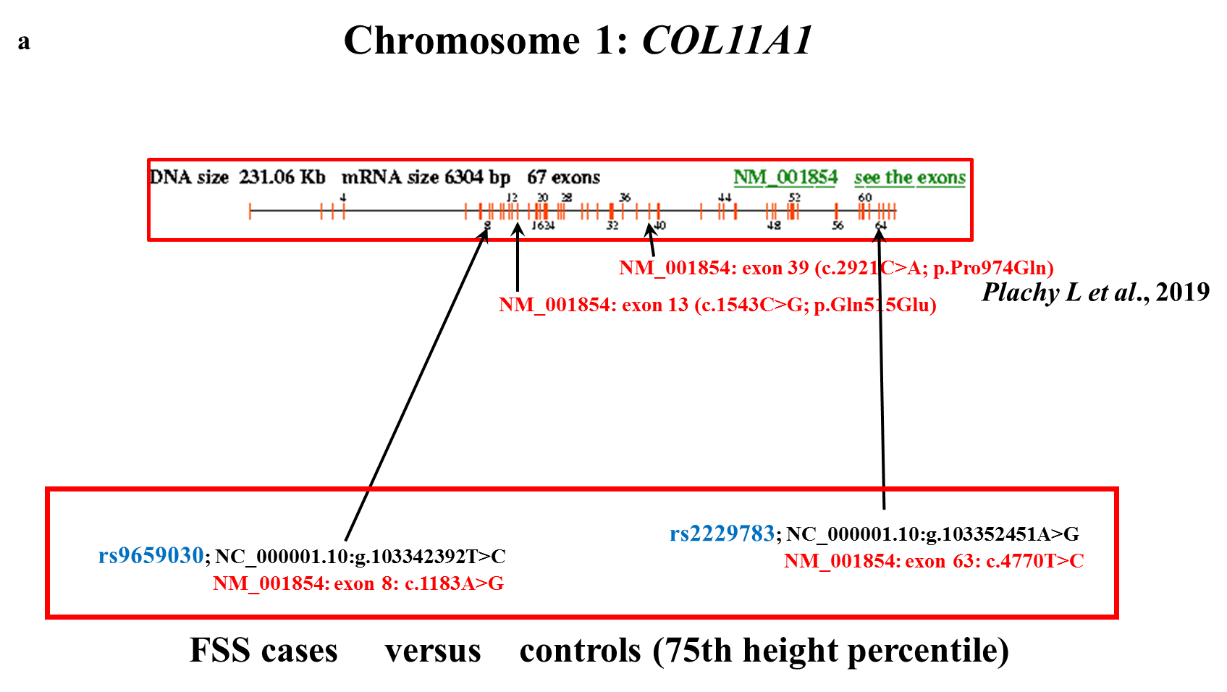 a
Chromosome 1: COL11A1
DNA size 231.06 Kb mRNA size 6304 bp 67 exons NM_001854 see the exons
4 12 20 28 36 44 52 60
8 16 24 32 40 48 56 64
NM_001854: exon 39 (c.2921C>A; p.Pro974Gln)
Plachy L et al., 2019
NM_001854: exon 13 (c.1543C>G; p.Gln515Glu)
rs2229783; NC_000001.10:g.103352451A>G
NM_001854: exon 63: c.4770T>C
rs9659030; NC_000001.10:g.103342392T>C
NM_001854: exon 8: c.1183A>G
FSS cases versus controls (75th height percentile)